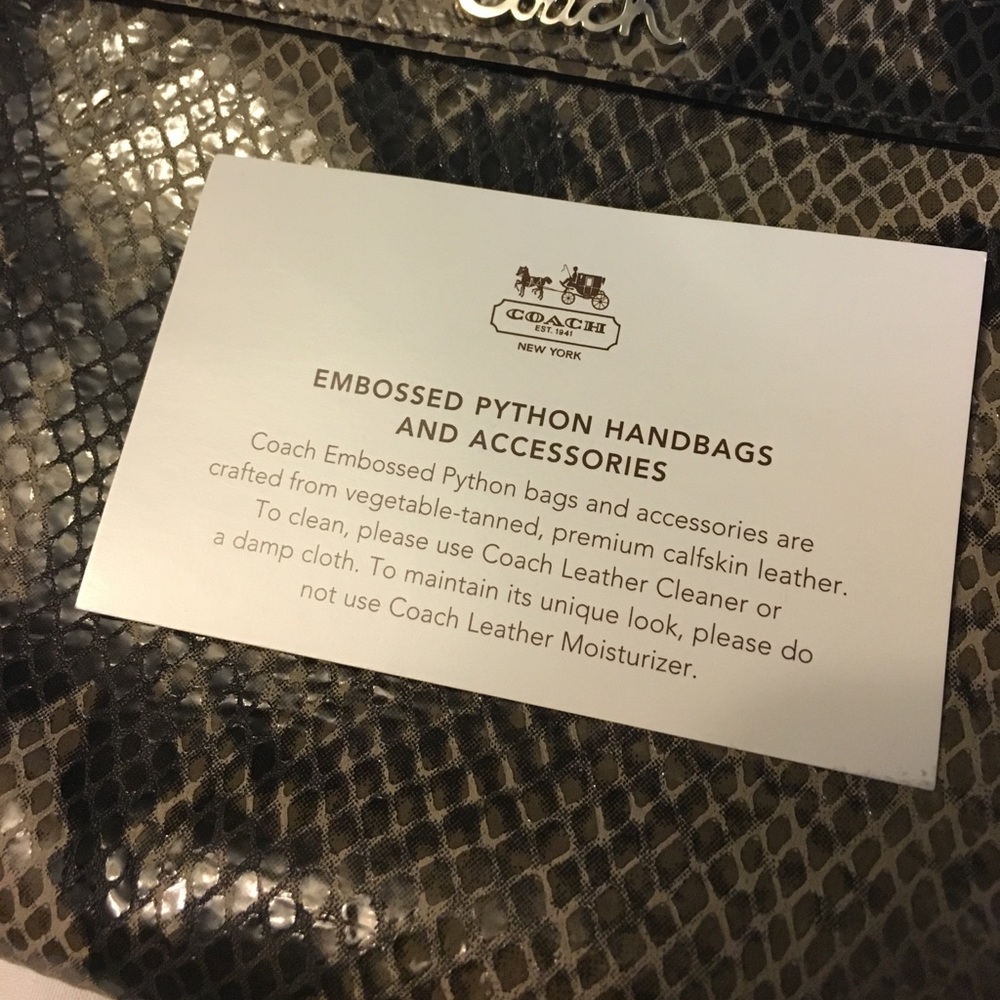 Coach
COACH
EST. 1941
NEW YORK
EMBOSSED PYTHON HANDBAGS
AND ACCESSORIES
Coach Embossed Python bags and accessories are
crafted from vegetable-tanned, premium calfskin leather.
To clean, please use Coach Leather Cleaner or
a damp cloth. To maintain its unique look, please do
not use Coach Leather Moisturizer.